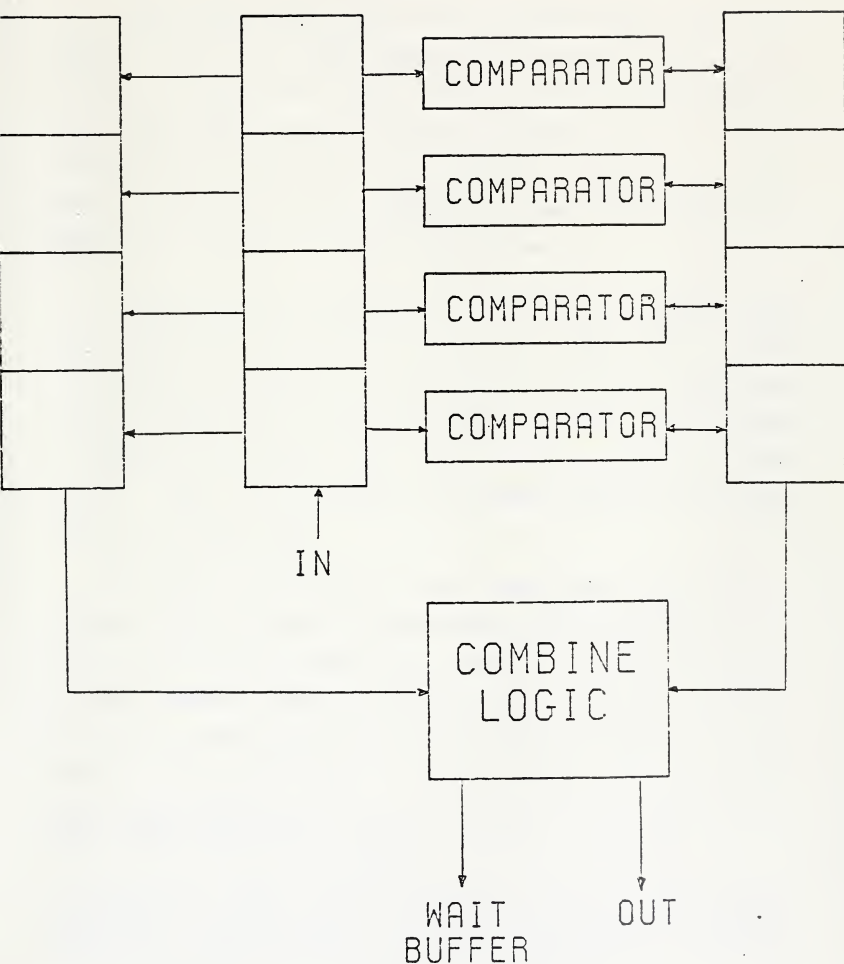 COMPARATOR
COMPARATOR
COMPARATOR
COMPARATOR
IN
COMBINE
LOGIC
WAIT
BUFFER
OUT